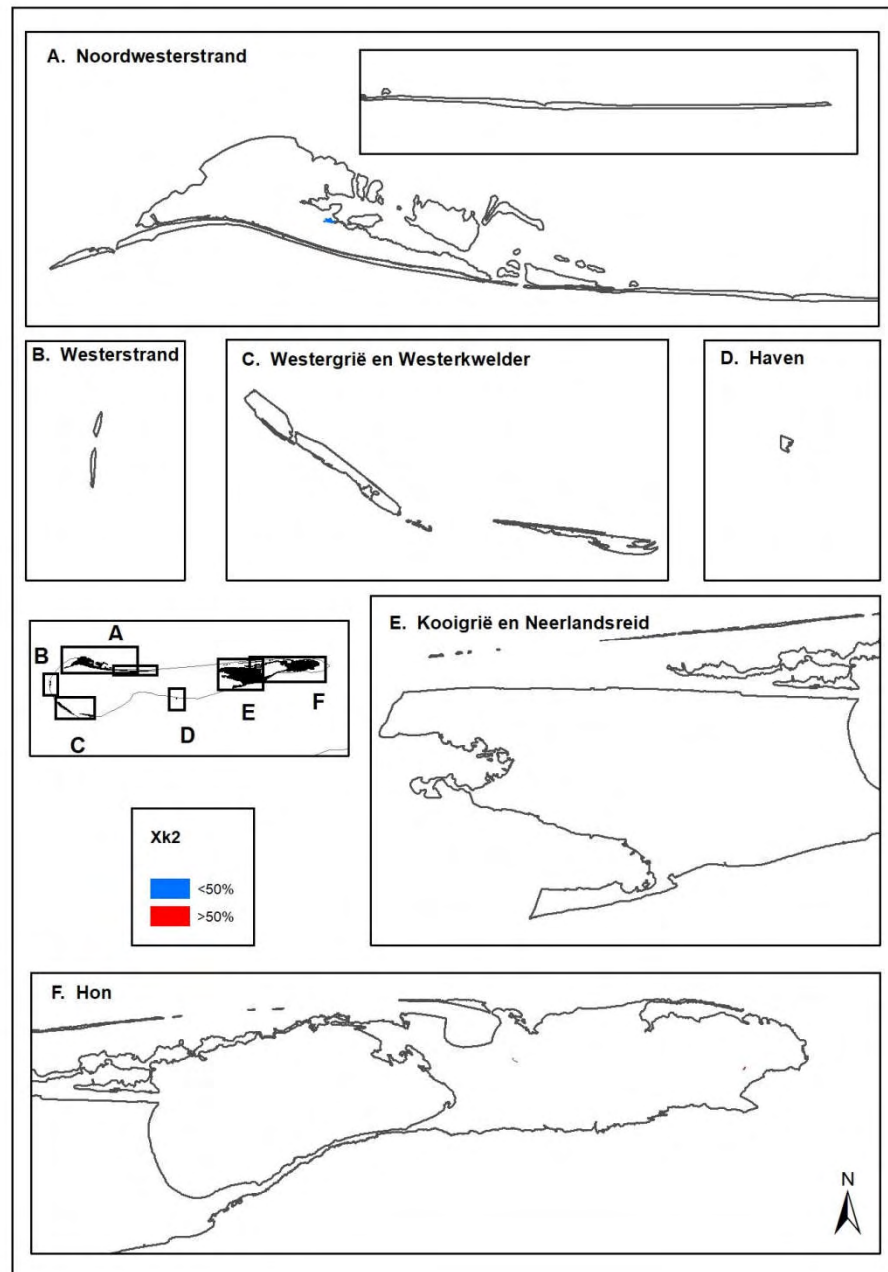 A. Noordwesterstrand
B. Westerstrand
C. Westergrië en Westerkwelder
D. Haven
A
B
C
D
E
F
E. Kooigrië en Neerlandsreid
Xk2
<50%
>50%
F. Hon
N